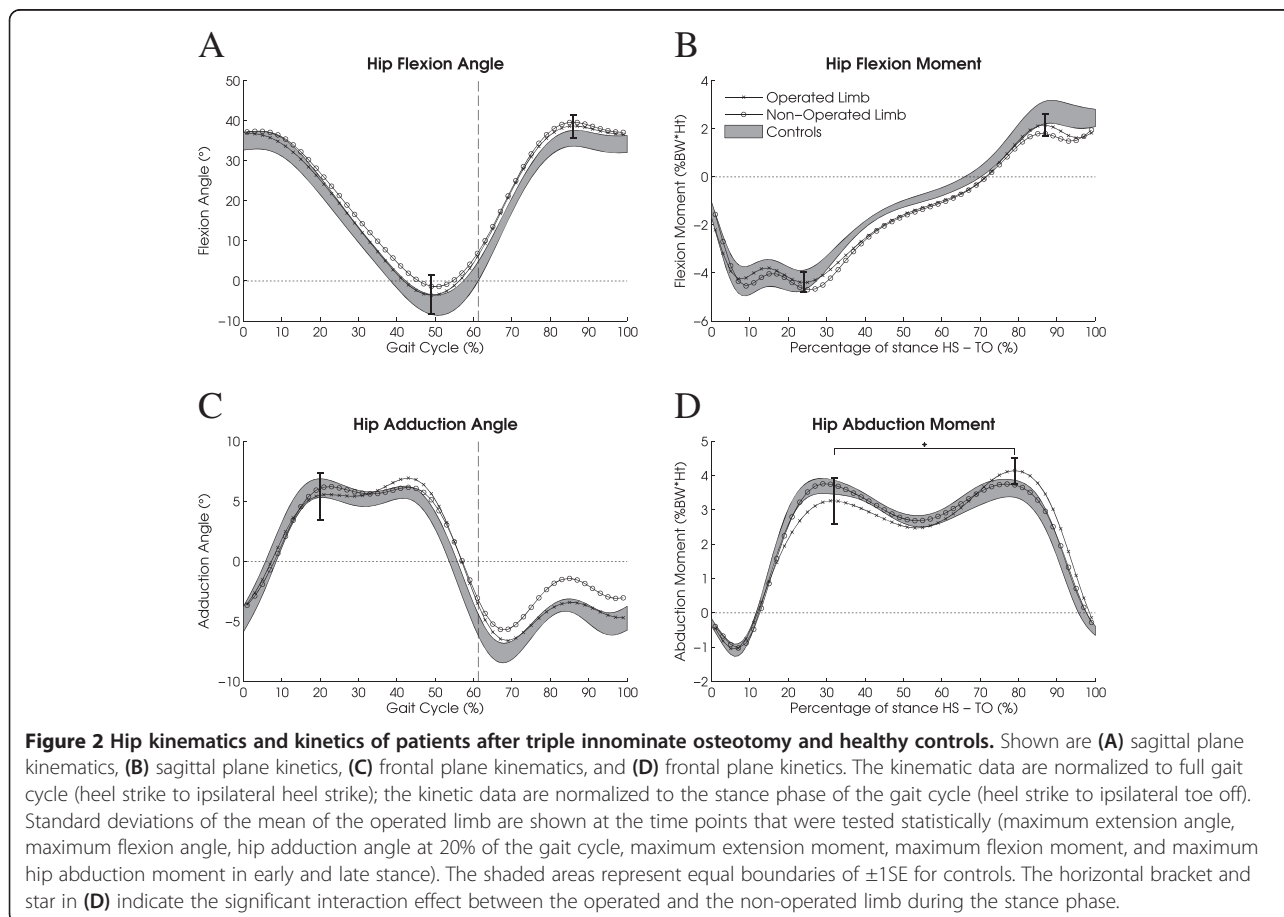 A
Hip Flexion Angle
50
40
30
20
10
0
−10
Flexion Angle (°)
0 10 20 30 40 50 60 70 80 90 100
Gait Cycle (%)
B
Hip Flexion Moment
4
2
0
−2
−4
−6
Flexion Moment (%BW*Ht)
Operated Limb
Non−Operated Limb
Controls
0 10 20 30 40 50 60 70 80 90 100
Percentage of stance HS − TO (%)
C
Hip Adduction Angle
10
5
0
−5
−10
Adduction Angle (°)
0 10 20 30 40 50 60 70 80 90 100
Gait Cycle (%)
D
Hip Abduction Moment
5
4
3
2
1
0
−1
−2
Abduction Moment (%BW*Ht)
0 10 20 30 40 50 60 70 80 90 100
Percentage of stance HS − TO (%)
Figure 2 Hip kinematics and kinetics of patients after triple innominate osteotomy and healthy controls. Shown are (A) sagittal plane
kinematics, (B) sagittal plane kinetics, (C) frontal plane kinematics, and (D) frontal plane kinetics. The kinematic data are normalized to full gait
cycle (heel strike to ipsilateral heel strike); the kinetic data are normalized to the stance phase of the gait cycle (heel strike to ipsilateral toe off).
Standard deviations of the mean of the operated limb are shown at the time points that were tested statistically (maximum extension angle,
maximum flexion angle, hip adduction angle at 20% of the gait cycle, maximum extension moment, maximum flexion moment, and maximum
hip abduction moment in early and late stance). The shaded areas represent equal boundaries of ±1SE for controls. The horizontal bracket and
star in (D) indicate the significant interaction effect between the operated and the non-operated limb during the stance phase.